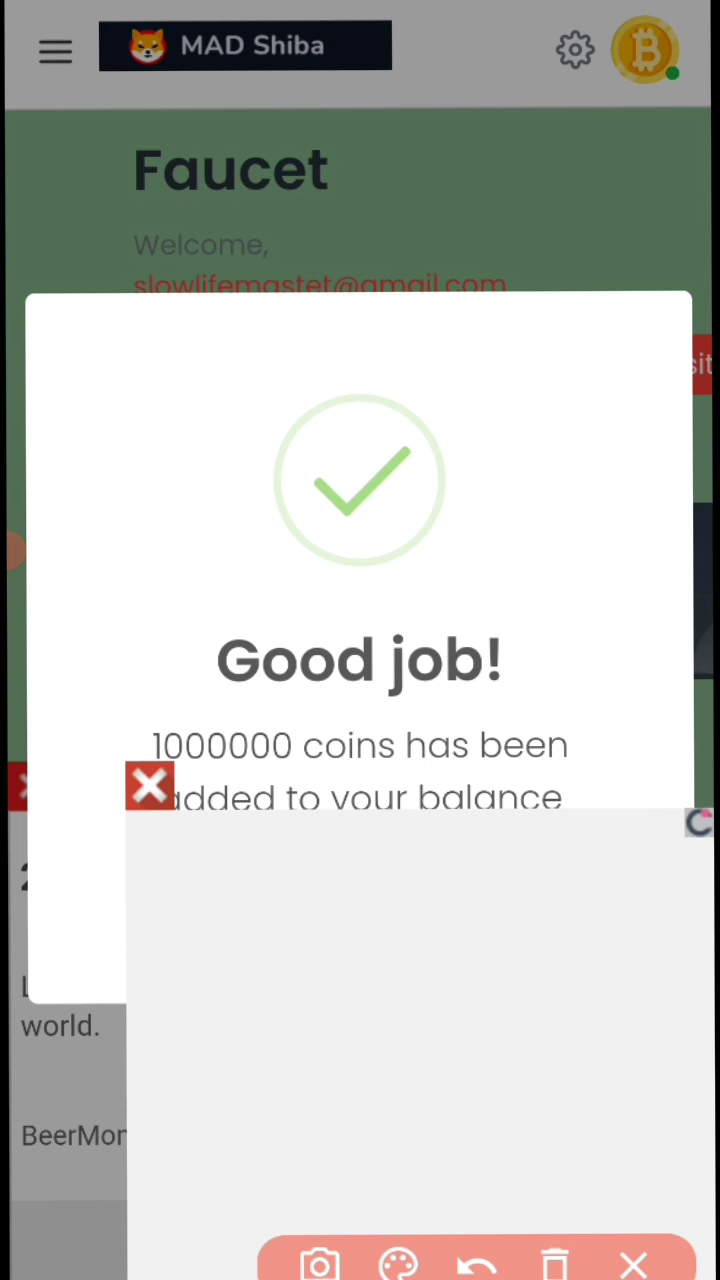 MAD Shiba
Faucet
Welcome,
slowlifemastet@gmail.com
sit
Good job!
1000000 coins has been
added to your balance
world.
BeerMon